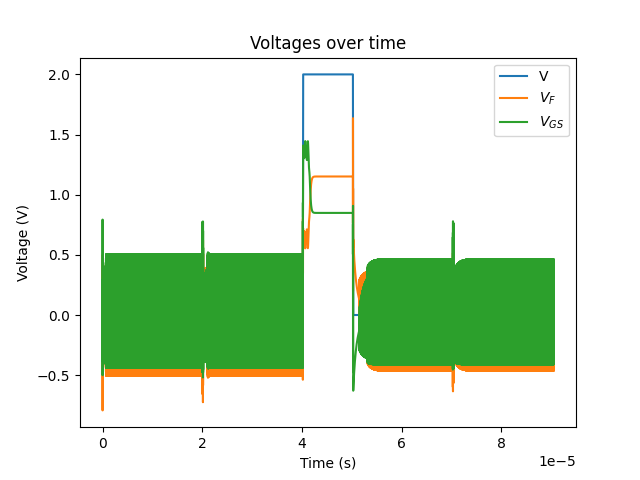 Voltages over time
Voltage (V)
2.0
1.5
1.0
0.5
0.0
−0.5
V
V_F
V_GS
0 2 4 6 8
1e−5
Time (s)